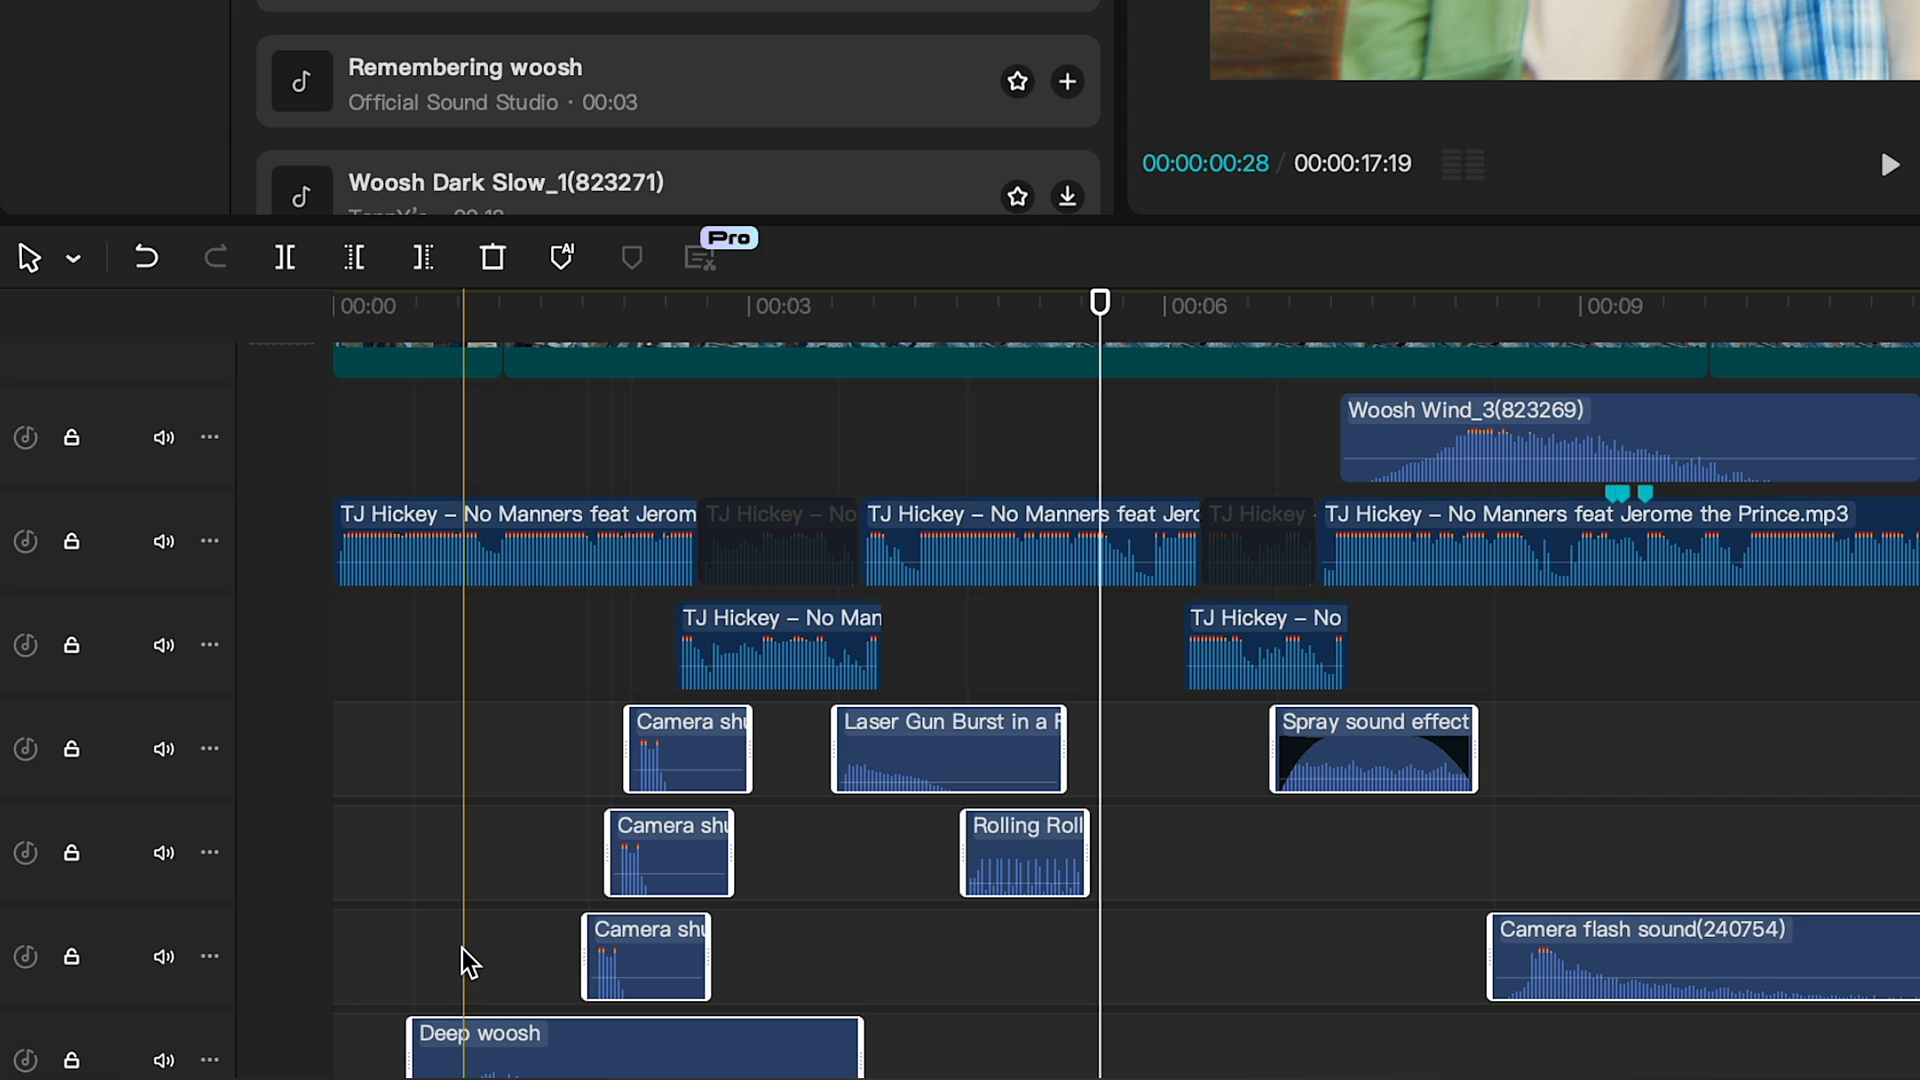 Remembering woosh
Official Sound Studio · 00:03
Woosh Dark Slow_1(823271)
00:00:00:28 / 00:00:17:19
Pro
AI
00:00
00:03
00:06
00:09
Woosh Wind_3(823269)
TJ Hickey – No Manners feat Jerom
TJ Hickey – No
TJ Hickey – No Manners feat Jerc
TJ Hickey -
TJ Hickey – No Manners feat Jerome the Prince.mp3
TJ Hickey – No Man
TJ Hickey – No
Camera shu
Laser Gun Burst in a F
Spray sound effect
Camera shu
Rolling Roll
Camera shu
Camera flash sound(240754)
Deep woosh